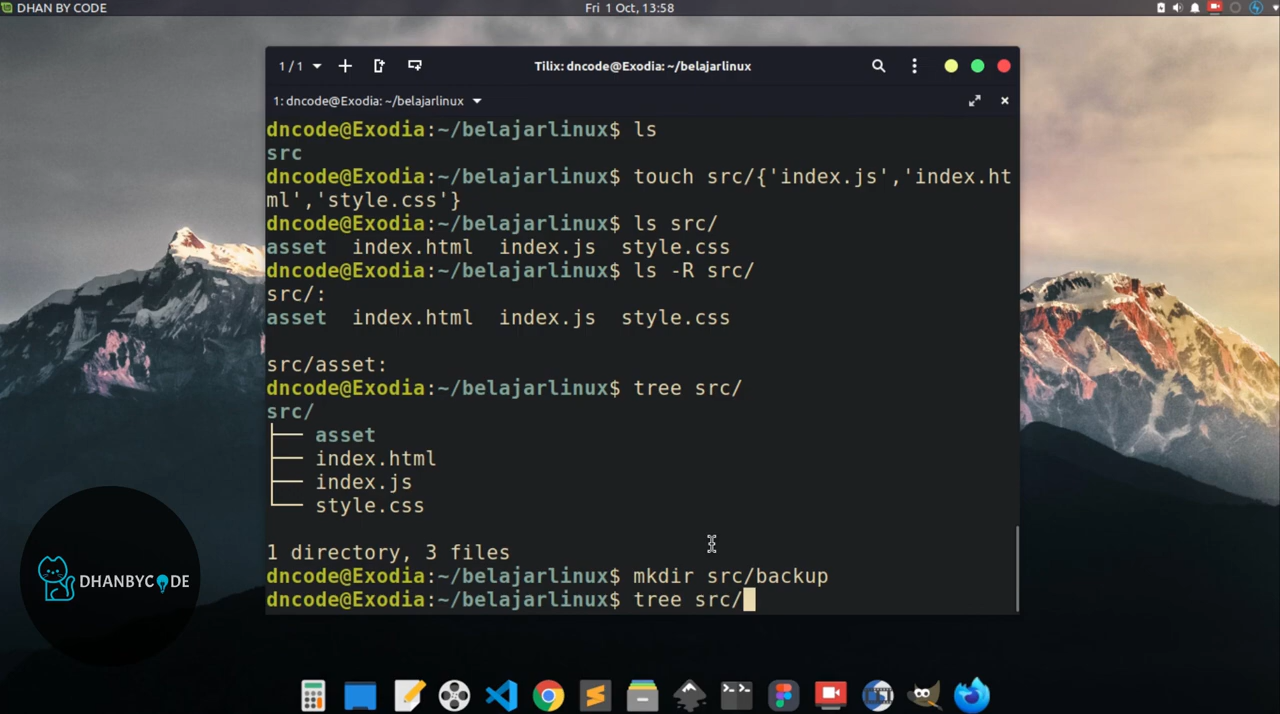 DHAN BY CODE
Fri 1 Oct, 13:58
1 / 1
Tilix: dncode@Exodia: ~/belajarlinux
1: dncode@Exodia: ~/belajarlinux
dncode@Exodia:~/belajarlinux$ ls
src
dncode@Exodia:~/belajarlinux$ touch src/{'index.js','index.ht
ml','style.css'}
dncode@Exodia:~/belajarlinux$ ls src/
asset  index.html  index.js  style.css
dncode@Exodia:~/belajarlinux$ ls -R src/
src/:
asset  index.html  index.js  style.css
src/asset:
dncode@Exodia:~/belajarlinux$ tree src/
src/
├── asset
├── index.html
├── index.js
└── style.css
1 directory, 3 files
dncode@Exodia:~/belajarlinux$ mkdir src/backup
dncode@Exodia:~/belajarlinux$ tree src/
DHANBYCODE